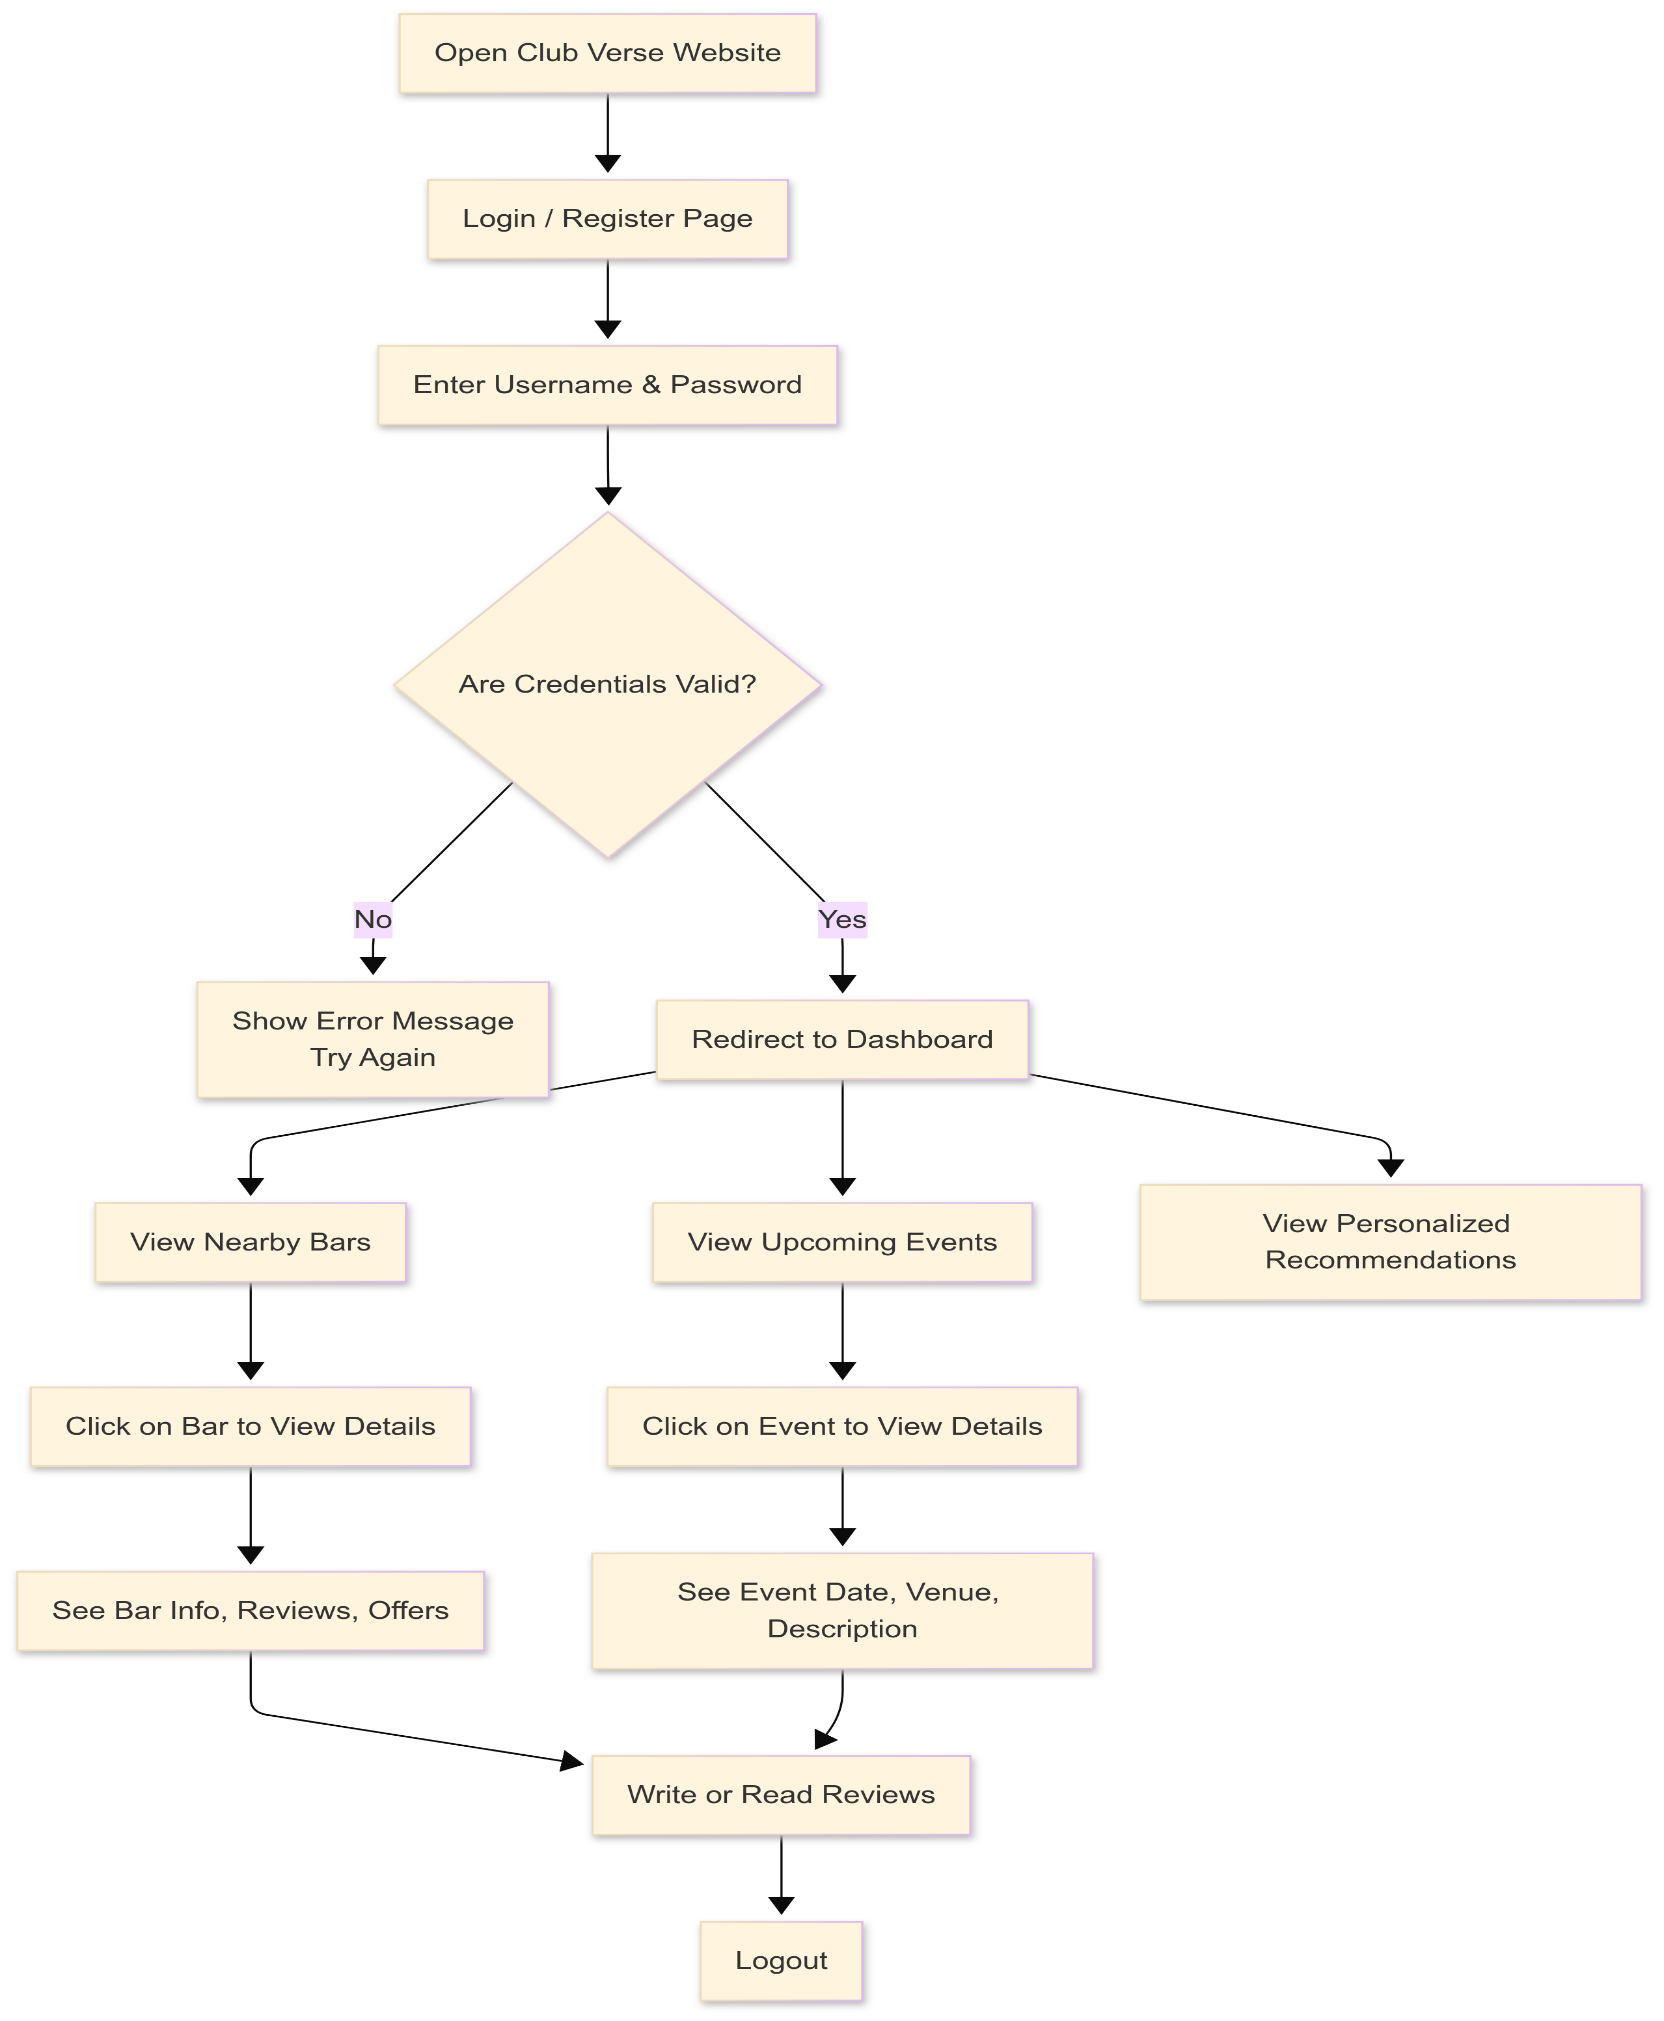 Open Club Verse Website
Login / Register Page
Enter Username & Password
Are Credentials Valid?
No
Yes
Show Error Message
Try Again
Redirect to Dashboard
View Nearby Bars
View Upcoming Events
View Personalized
Recommendations
Click on Bar to View Details
Click on Event to View Details
See Bar Info, Reviews, Offers
See Event Date, Venue,
Description
Write or Read Reviews
Logout